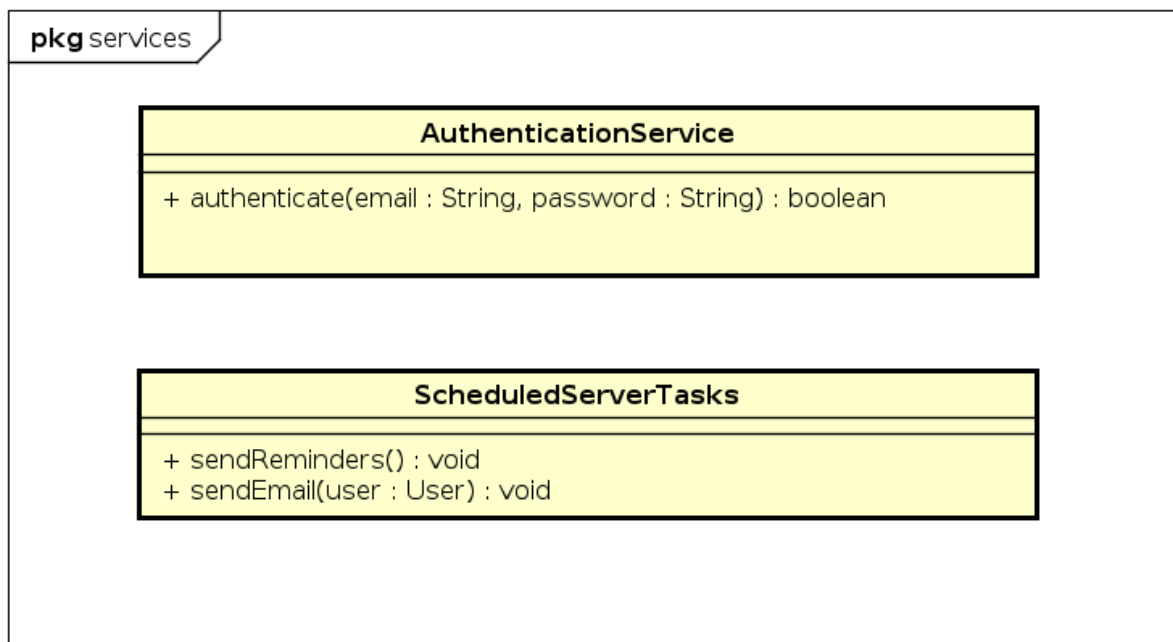 pkg services
AuthenticationService
+ authenticate(email : String, password : String) : boolean
ScheduledServerTasks
+ sendReminders() : void
+ sendEmail(user : User) : void